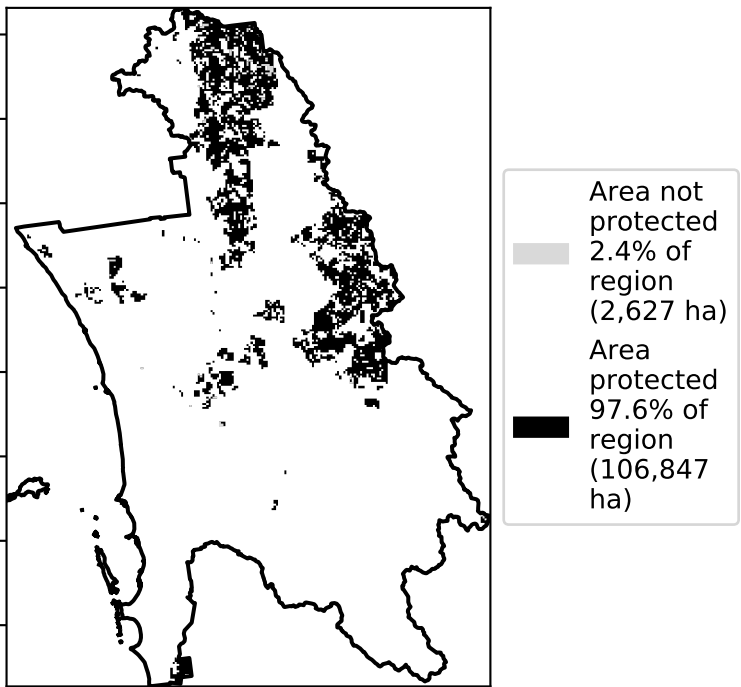 Area not
protected
2.4% of
region
(2,627 ha)
Area
protected
97.6% of
region
(106,847
ha)